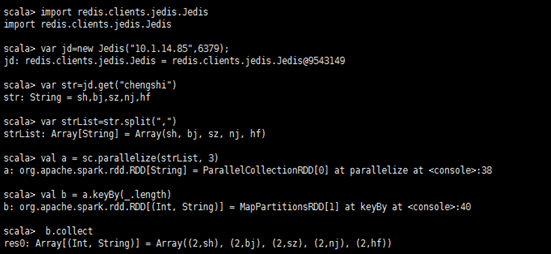 scala> import redis.clients.jedis.Jedis
import redis.clients.jedis.Jedis
scala> var jd=new Jedis("10.1.14.85",6379);
jd: redis.clients.jedis.Jedis = redis.clients.jedis.Jedis@9543149
scala> var str=jd.get("chengshi")
str: String = sh,bj,sz,nj,hf
scala> var strList=str.split(",")
strList: Array[String] = Array(sh, bj, sz, nj, hf)
scala> val a = sc.parallelize(strList, 3)
a: org.apache.spark.rdd.RDD[String] = ParallelCollectionRDD[0] at parallelize at <console>:38
scala> val b = a.keyBy(_.length)
b: org.apache.spark.rdd.RDD[(Int, String)] = MapPartitionsRDD[1] at keyBy at <console>:40
scala>  b.collect
res0: Array[(Int, String)] = Array((2,sh), (2,bj), (2,sz), (2,nj), (2,hf))